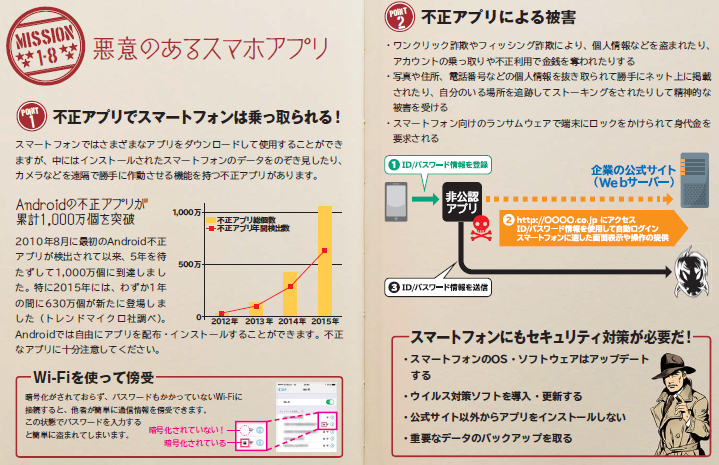 MISSION
1-8
悪意のあるスマホアプリ
POINT
1
不正アプリでスマートフォンは乗っ取られる！
スマートフォンではさまざまなアプリをダウンロードして使用することができ
ますが、中にはインストールされたスマートフォンのデータをのぞき見したり、
カメラなどを遠隔で勝手に作動させる機能を持つ不正アプリがあります。
Androidの不正アプリが
累計1,000万個を突破
2010年8月に最初のAndroid不正
アプリが検出されて以来、5年を待
たずして1,000万個に到達しまし
た。特に2015年には、わずか1年
の間に630万個が新たに登場しま
した（トレンドマイクロ社調べ）。
Androidでは自由にアプリを配布・インストールすることができます。不正
なアプリに十分注意してください。
1,000万
500万
0
不正アプリ総個数
不正アプリ年間検出数
2012年
2013年
2014年
2015年
Wi-Fiを使って傍受
暗号化がされておらず、パスワードもかかっていないWi-Fiに
接続すると、他者が簡単に通信情報を傍受できます。
この状態でパスワードを入力する
と簡単に盗まれてしまいます。
暗号化されていない！
暗号化されている
POINT
2
不正アプリによる被害
・ワンクリック詐欺やフィッシング詐欺により、個人情報などを盗まれたり、
アカウントの乗っ取りや不正利用で金銭を奪われたりする
・写真や住所、電話番号などの個人情報を抜き取られて勝手にネット上に掲載
されたり、自分のいる場所を追跡してストーキングをされたりして精神的な
被害を受ける
・スマートフォン向けのランサムウェアで端末にロックをかけられて身代金を
要求される
1 ID/パスワード情報を登録
企業の公式サイト
（Webサーバー）
非公認
アプリ
2 http://OOOO.co.jp にアクセス
ID/パスワード情報を使用して自動ログイン
スマートフォンに適した画面表示や操作の提供
3 ID/パスワード情報を送信
スマートフォンにもセキュリティ対策が必要だ！
・スマートフォンのOS・ソフトウェアはアップデート
する
・ウイルス対策ソフトを導入・更新する
・公式サイト以外からアプリをインストールしない
・重要なデータのバックアップを取る